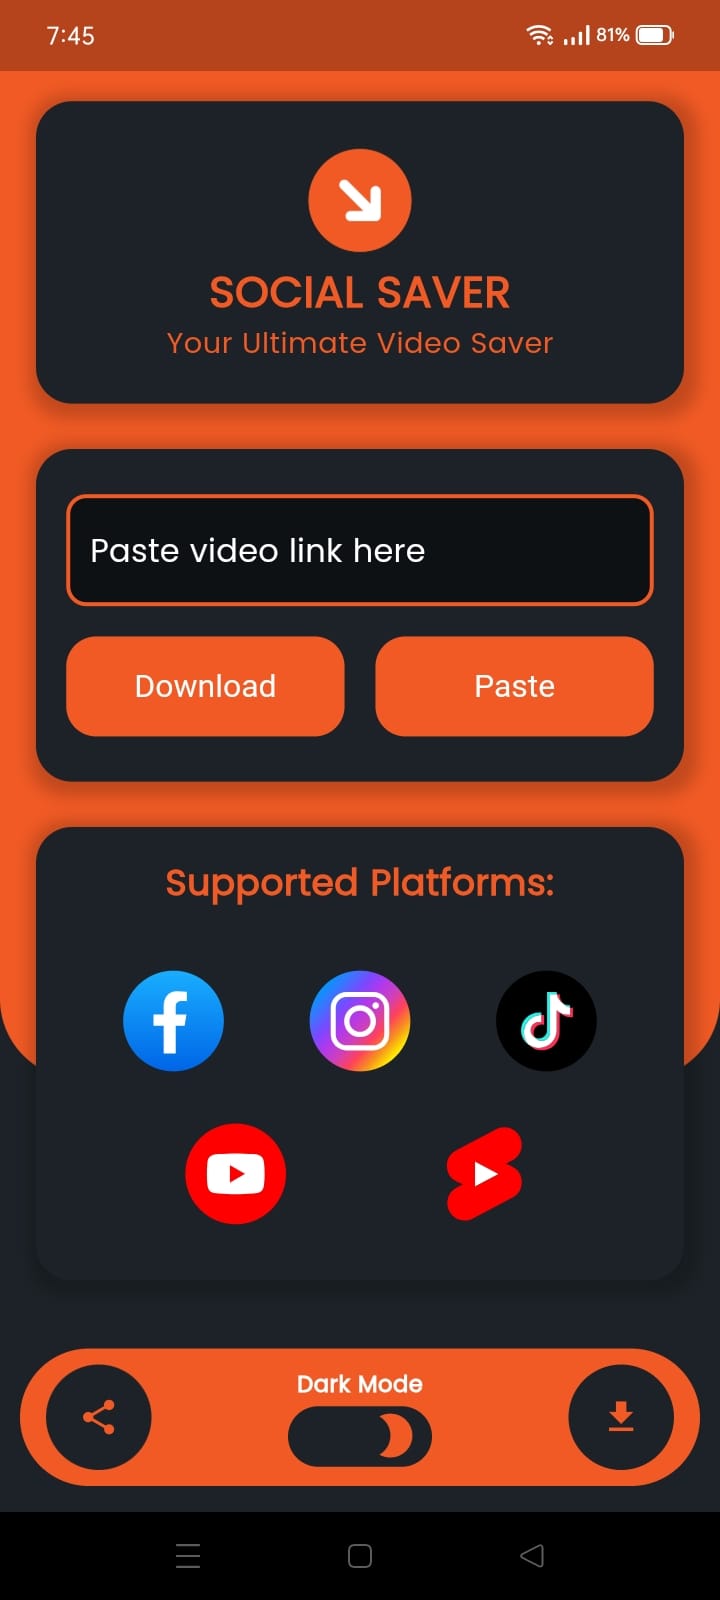 7:45
81%
SOCIAL SAVER
Your Ultimate Video Saver
Paste video link here
Download
Paste
Supported Platforms:
Dark Mode